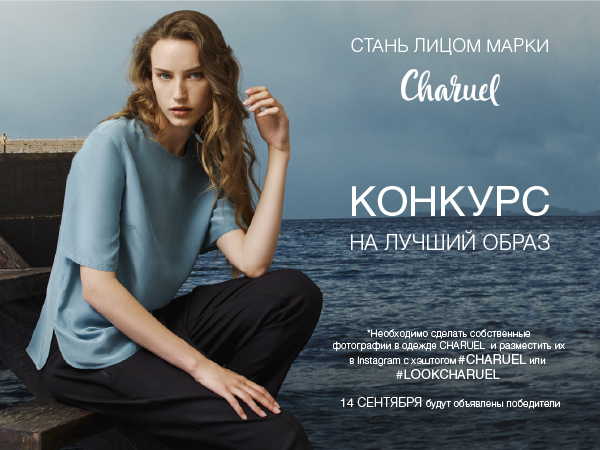 СТАНЬ ЛИЦОМ МАРКИ
Charuel
КОНКУРС
НА ЛУЧШИЙ ОБРАЗ
*Необходимо сделать собственные
фотографии в одежде CHARUEL и разместить их
в Instagram с хэштогом #CHARUEL или
#LOOKCHARUEL
14 СЕНТЯБРЯ будут объявлены победители